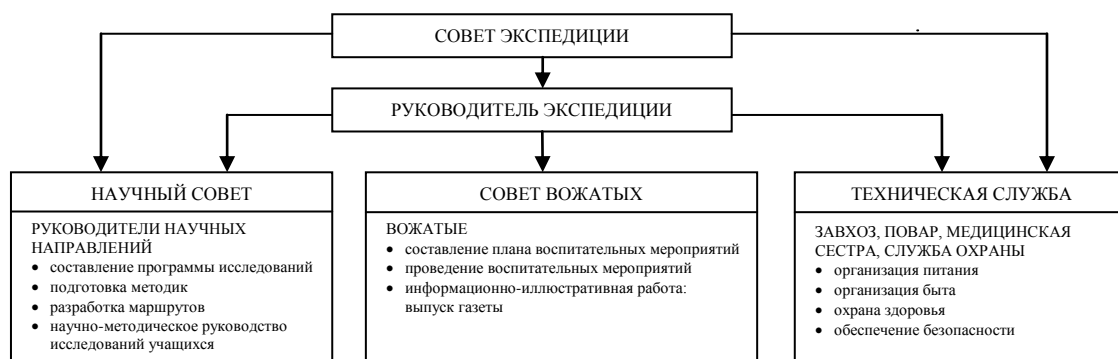 СОВЕТ ЭКСПЕДИЦИИ
РУКОВОДИТЕЛЬ ЭКСПЕДИЦИИ
НАУЧНЫЙ СОВЕТ
РУКОВОДИТЕЛИ НАУЧНЫХ
НАПРАВЛЕНИЙ
• составление программы исследований
• подготовка методик
• разработка маршрутов
• научно-методическое руководство
исследований учащихся
СОВЕТ ВОЖАТЫХ
ВОЖАТЫЕ
• составление плана воспитательных мероприятий
• проведение воспитательных мероприятий
• информационно-иллюстративная работа:
выпуск газеты
ТЕХНИЧЕСКАЯ СЛУЖБА
ЗАВХОЗ, ПОВАР, МЕДИЦИНСКАЯ
СЕСТРА, СЛУЖБА ОХРАНЫ
• организация питания
• организация быта
• охрана здоровья
• обеспечение безопасности